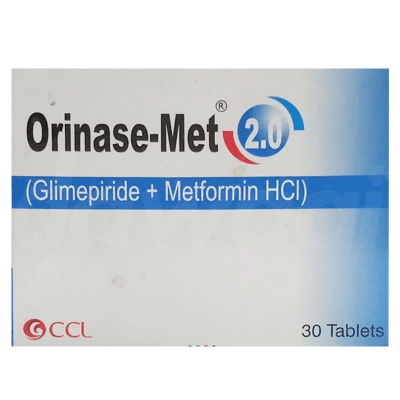 Orinase-Met® 2.0
(Glimepiride + Metformin HCl)
CCL
30 Tablets